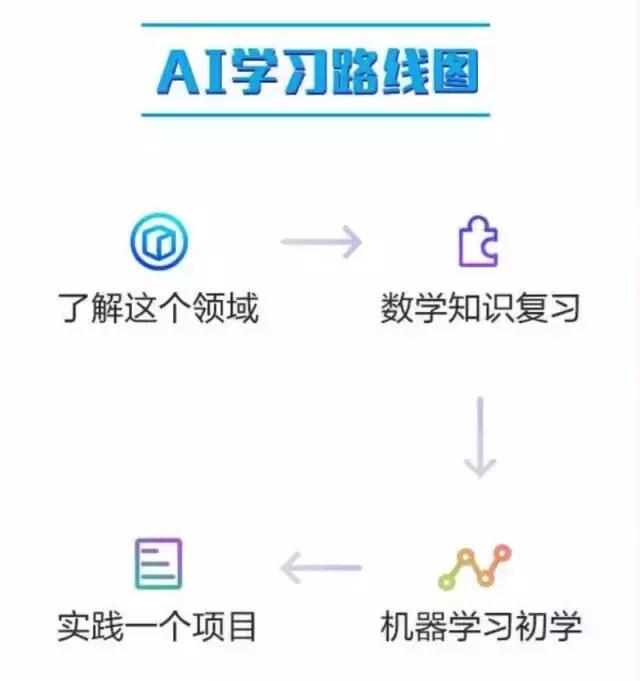 AI学习路线图
了解这个领域
数学知识复习
机器学习初学
实践一个项目